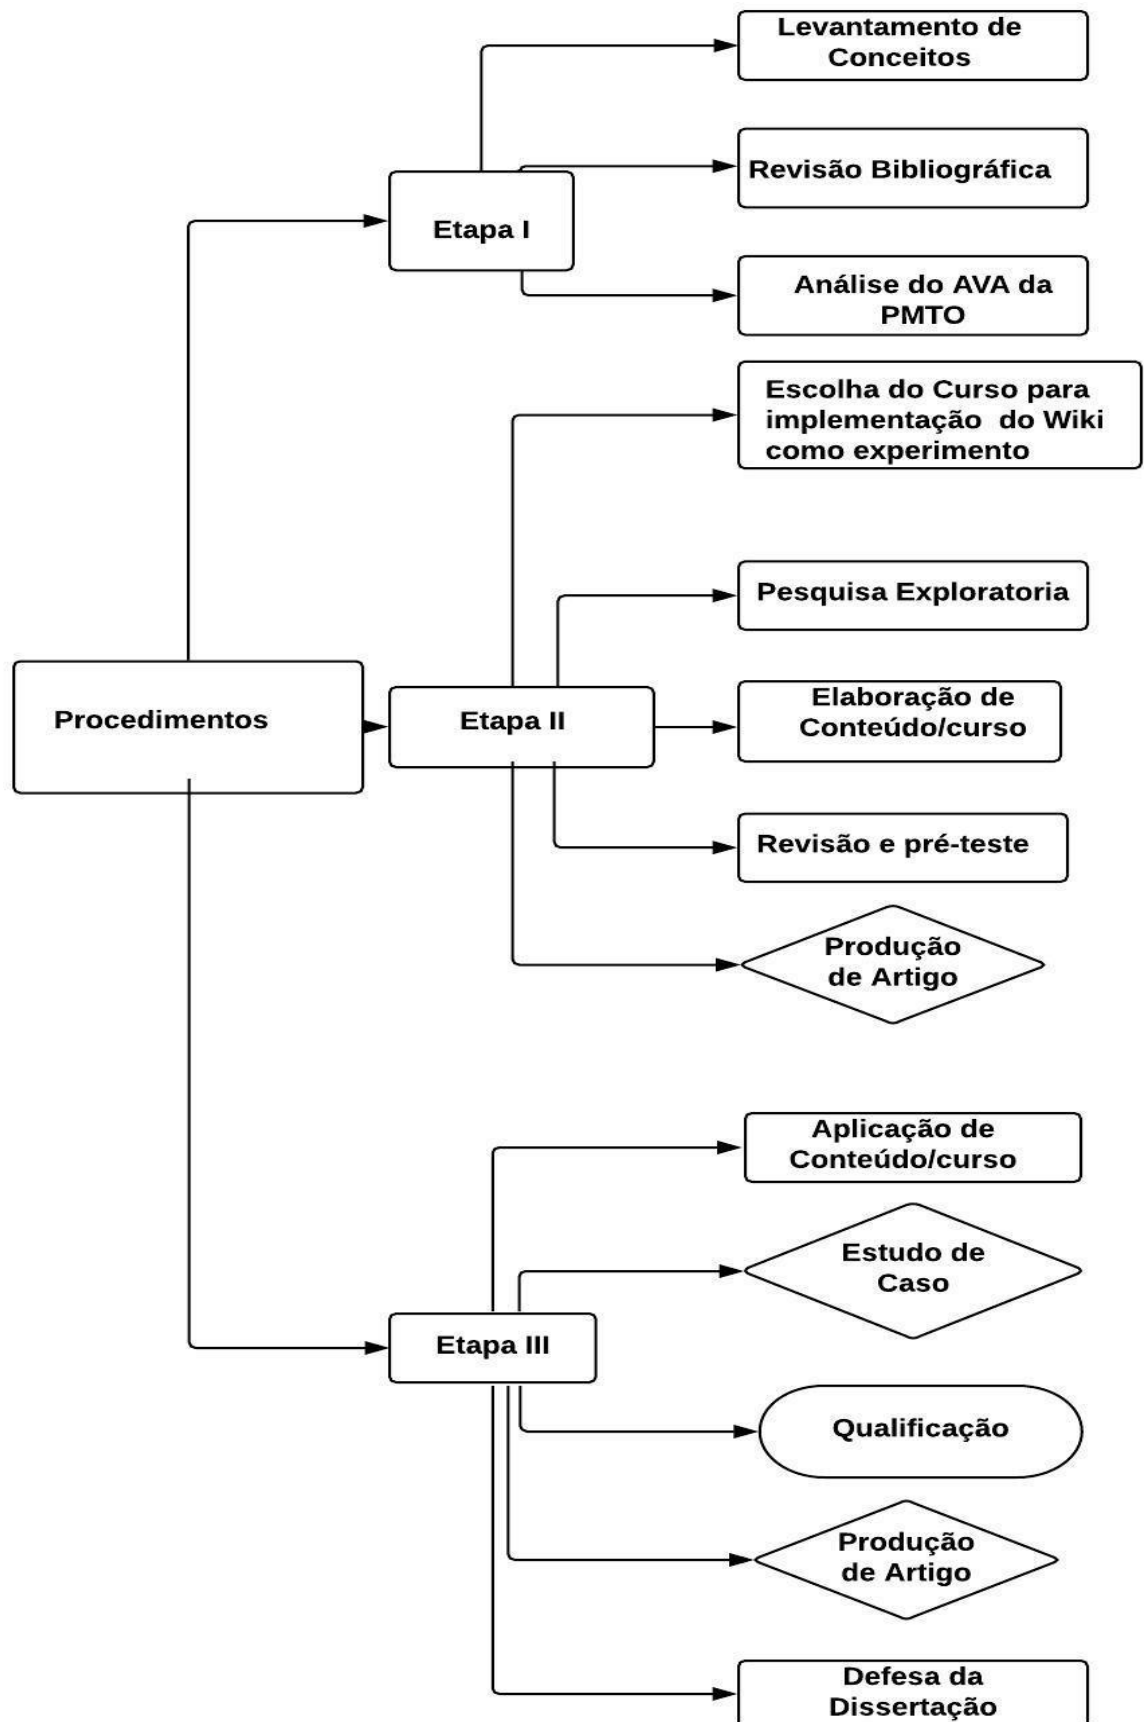 Levantamento de
Conceitos
Revisão Bibliográfica
Etapa I
Análise do AVA da
PMTO
Escolha do Curso para
implementação do Wiki
como experimento
Pesquisa Exploratoria
Procedimentos
Etapa II
Elaboração de
Conteúdo/curso
Revisão e pré-teste
Produção
de Artigo
Aplicação de
Conteúdo/curso
Estudo de
Caso
Etapa III
Qualificação
Produção
de Artigo
Defesa da
Dissertação